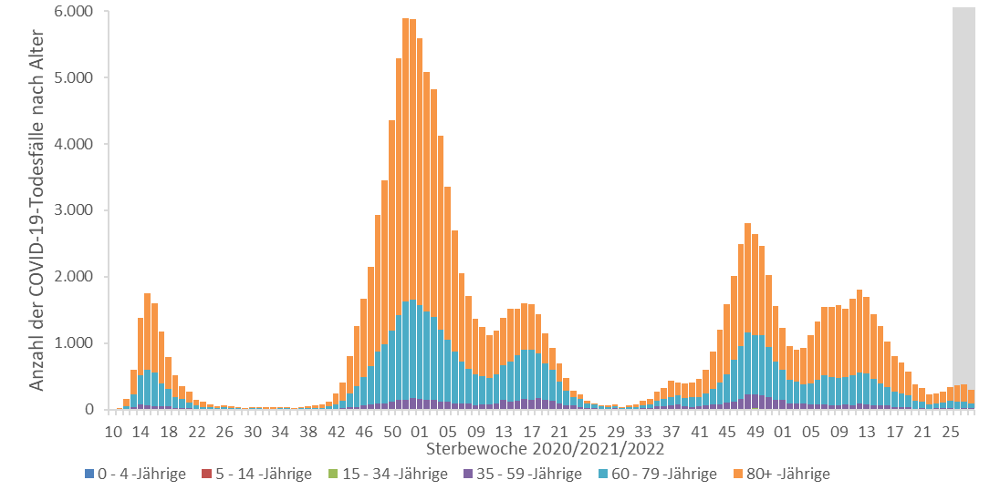 Anzahl der COVID-19-Todesfälle nach Alter
6.000
5.000
4.000
3.000
2.000
1.000
0
10 14 18 22 26 30 34 38 42 46 50 01 05 09 13 17 21 25 29 33 37 41 45 49 01 05 09 13 17 21 25
Sterbewoche 2020/2021/2022
0 - 4 -Jährige 5 - 14 -Jährige 15 - 34 -Jährige 35 - 59 -Jährige 60 - 79 -Jährige 80+ -Jährige